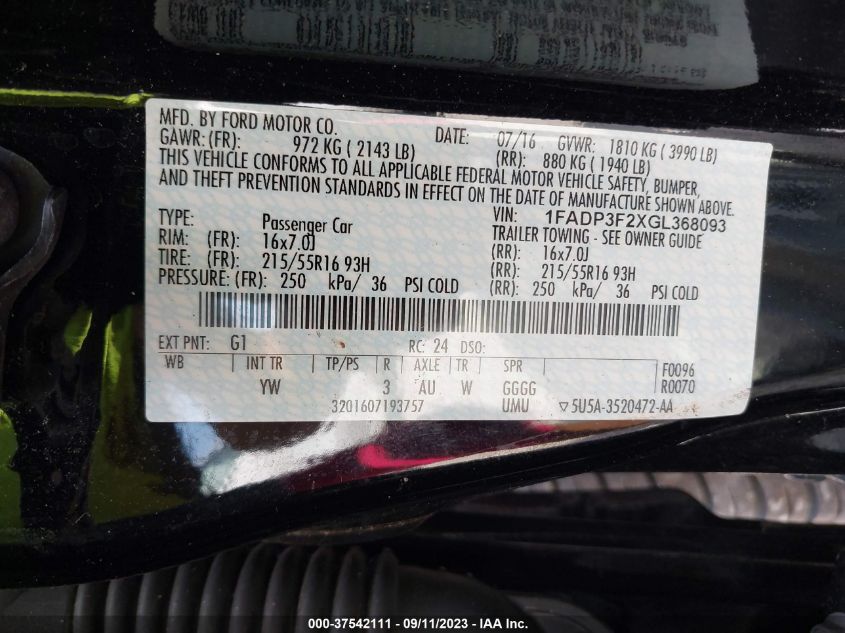 MFD. BY FORD MOTOR CO. DATE: 07/16 GVWR: 1810 KG ( 3990 LB)
GAWR: (FR): 972 KG ( 2143 LB) (RR): 880 KG ( 1940 LB)
THIS VEHICLE CONFORMS TO ALL APPLICABLE FEDERAL MOTOR VEHICLE SAFETY, BUMPER,
AND THEFT PREVENTION STANDARDS IN EFFECT ON THE DATE OF MANUFACTURE SHOWN ABOVE.
VIN: 1FADP3F2XGL368093
TYPE: Passenger Car TRAILER TOWING - SEE OWNER GUIDE
RIM: (FR): 16x7.0J (RR): 16x7.0J
TIRE: (FR): 215/55R16 93H (RR): 215/55R16 93H
PRESSURE: (FR): 250 kPa/ 36 PSI COLD (RR): 250 kPa/ 36 PSI COLD
EXT PNT: G1 RC: 24 DSO:
WB INT TR TP/PS R AXLE TR SPR F0096
YW 3 AU W GGGG R0070
3201607193757 UMU ▽5U5A-3520472-AA
000-37542111 - 09/11/2023 - IAA Inc.